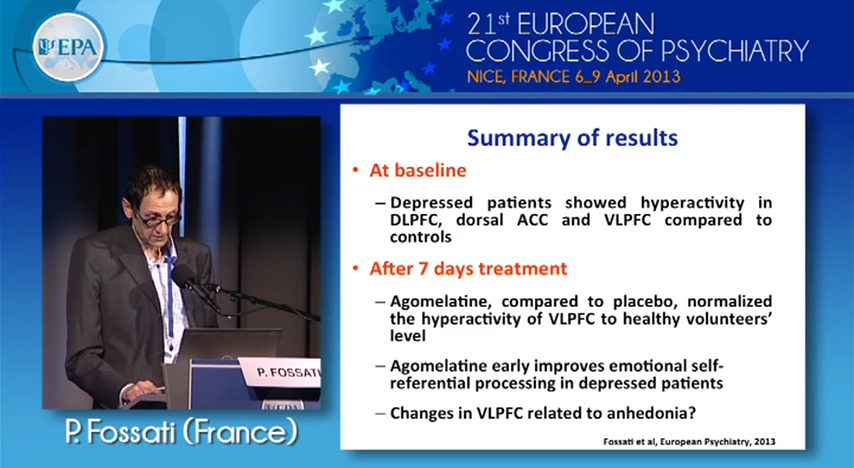 EPA
21st EUROPEAN
CONGRESS OF PSYCHIATRY
NICE, FRANCE 6_9 April 2013
P. FOSSATI
P. Fossati (France)
Summary of results
• At baseline
– Depressed patients showed hyperactivity in
DLPFC, dorsal ACC and VLPFC compared to
controls
• After 7 days treatment
– Agomelatine, compared to placebo, normalized
the hyperactivity of VLPFC to healthy volunteers’
level
– Agomelatine early improves emotional self-
referential processing in depressed patients
– Changes in VLPFC related to anhedonia?
Fossati et al, European Psychiatry, 2013